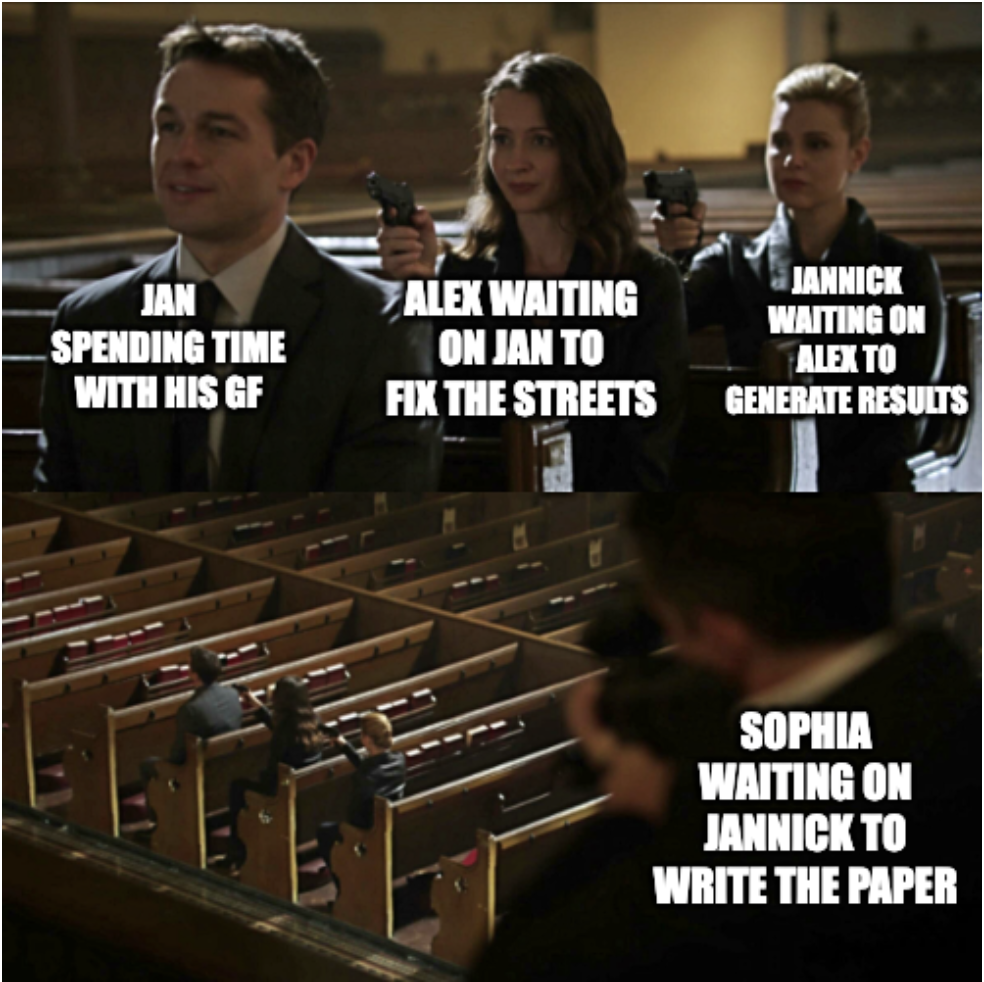 JAN
SPENDING TIME
WITH HIS GF
ALEX WAITING
ON JAN TO
FIX THE STREETS
JANNICK
WAITING ON
ALEX TO
GENERATE RESULTS
SOPHIA
WAITING ON
JANNICK TO
WRITE THE PAPER